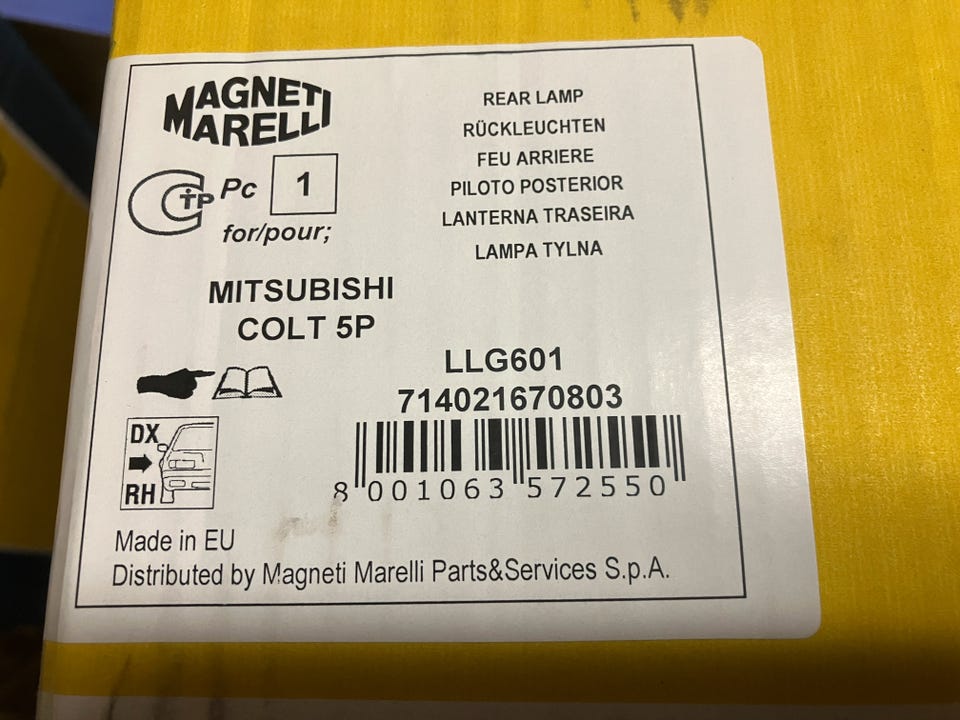 MAGNETI
MARELLI
REAR LAMP
RÜCKLEUCHTEN
FEU ARRIERE
PILOTO POSTERIOR
LANTERNA TRASEIRA
LAMPA TYLNA
Pc 1
for/pour;
MITSUBISHI
COLT 5P
LLG601
714021670803
8 001063 572550
DX
RH
Made in EU
Distributed by Magneti Marelli Parts&Services S.p.A.